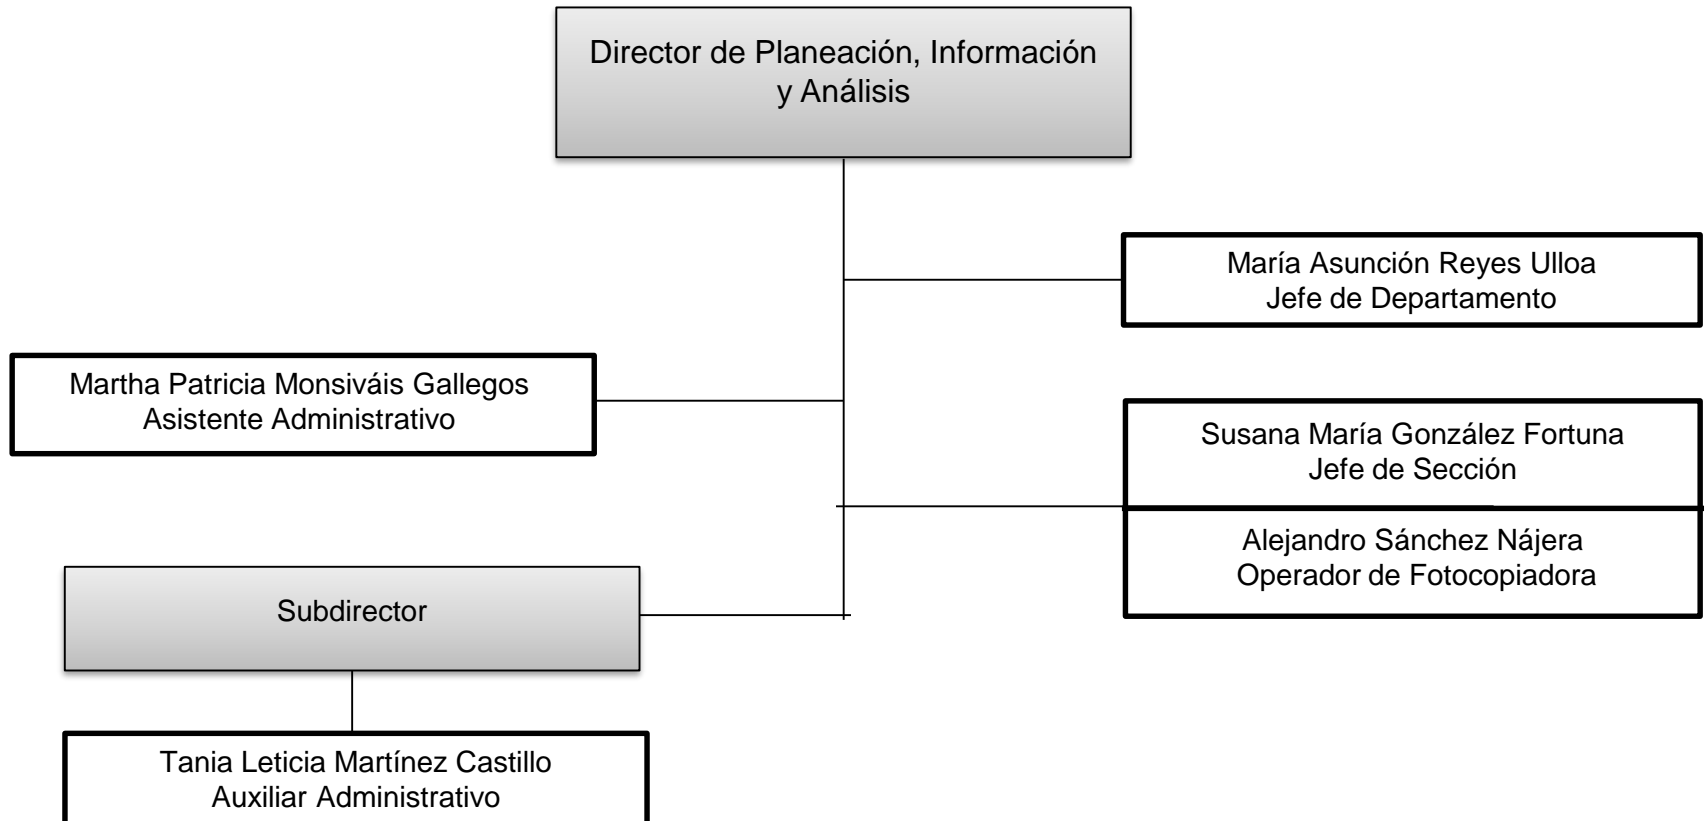 Director de Planeación, Información
y Análisis
María Asunción Reyes Ulloa
Jefe de Departamento
Martha Patricia Monsiváis Gallegos
Asistente Administrativo
Susana María González Fortuna
Jefe de Sección
Alejandro Sánchez Nájera
Operador de Fotocopiadora
Subdirector
Tania Leticia Martínez Castillo
Auxiliar Administrativo